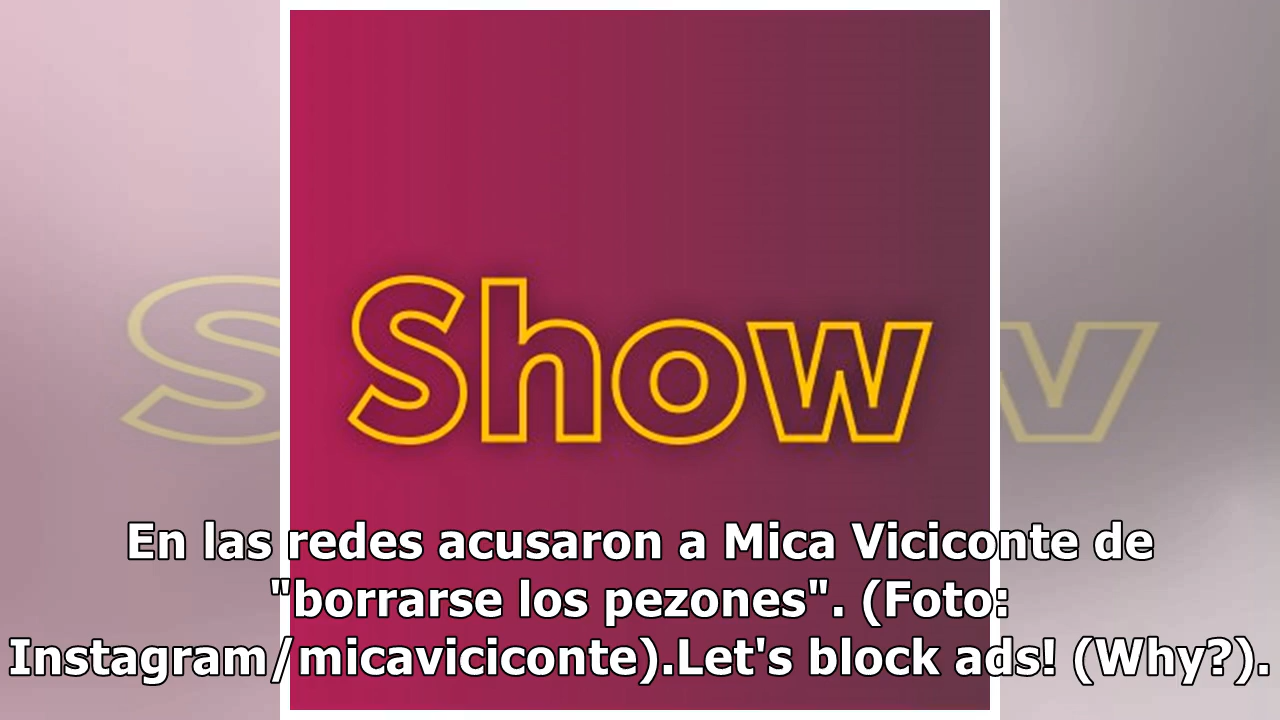 Show
En las redes acusaron a Mica Viciconte de
"borrarse los pezones". (Foto:
Instagram/micaviciconte).Let's block ads! (Why?).